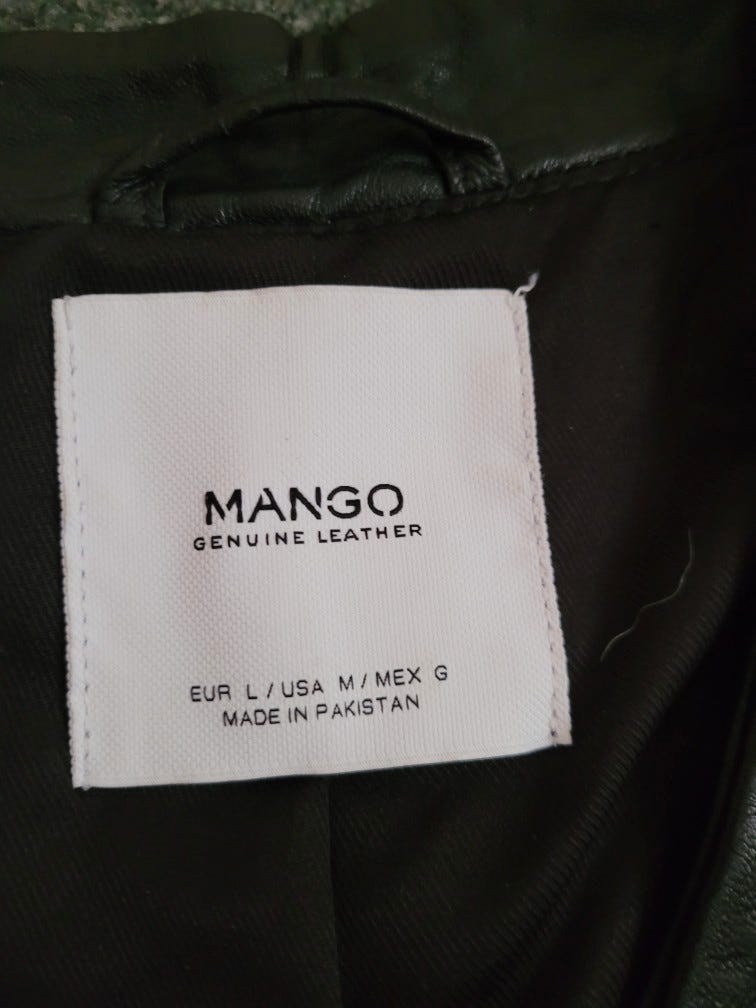 MANGO
GENUINE LEATHER
EUR L / USA M / MEX G
MADE IN PAKISTAN